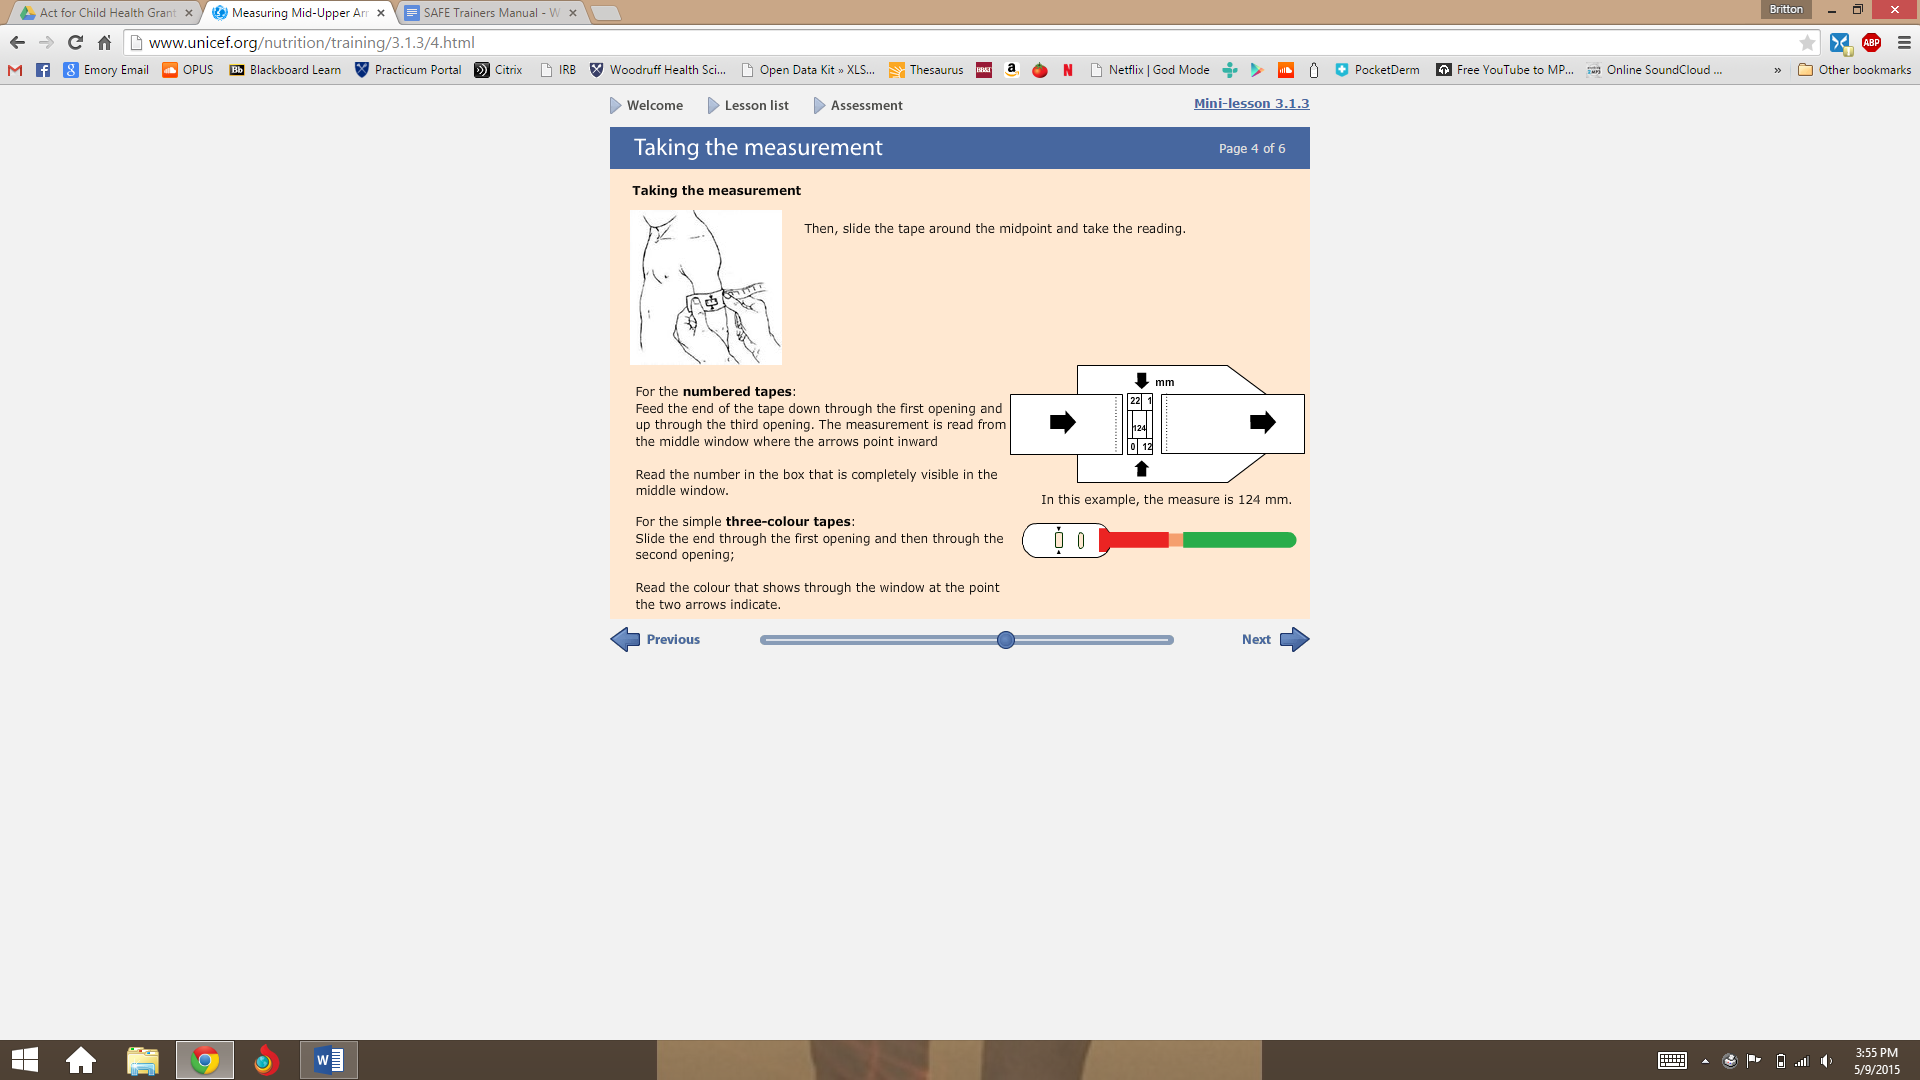 Act for Child Health Grant
Measuring Mid-Upper Ar
SAFE Trainers Manual - W
Britton
www.unicef.org/nutrition/training/3.1.3/4.html
ABP
Emory Email
OPUS
Bb Blackboard Learn
Practicum Portal
Citrix
IRB
Woodruff Health Sci...
Open Data Kit » XLS...
Thesaurus
BB&T
Netflix | God Mode
PocketDerm
Free YouTube to MP...
Online SoundCloud ...
»
Other bookmarks
Welcome
Lesson list
Assessment
Mini-lesson 3.1.3
Taking the measurement
Page 4 of 6
Taking the measurement
Then, slide the tape around the midpoint and take the reading.
For the numbered tapes:
Feed the end of the tape down through the first opening and
up through the third opening. The measurement is read from
the middle window where the arrows point inward
Read the number in the box that is completely visible in the
middle window.
mm
22 1
124
0 12
In this example, the measure is 124 mm.
For the simple three-colour tapes:
Slide the end through the first opening and then through the
second opening;
Read the colour that shows through the window at the point
the two arrows indicate.
Previous
Next
3:55 PM
5/9/2015